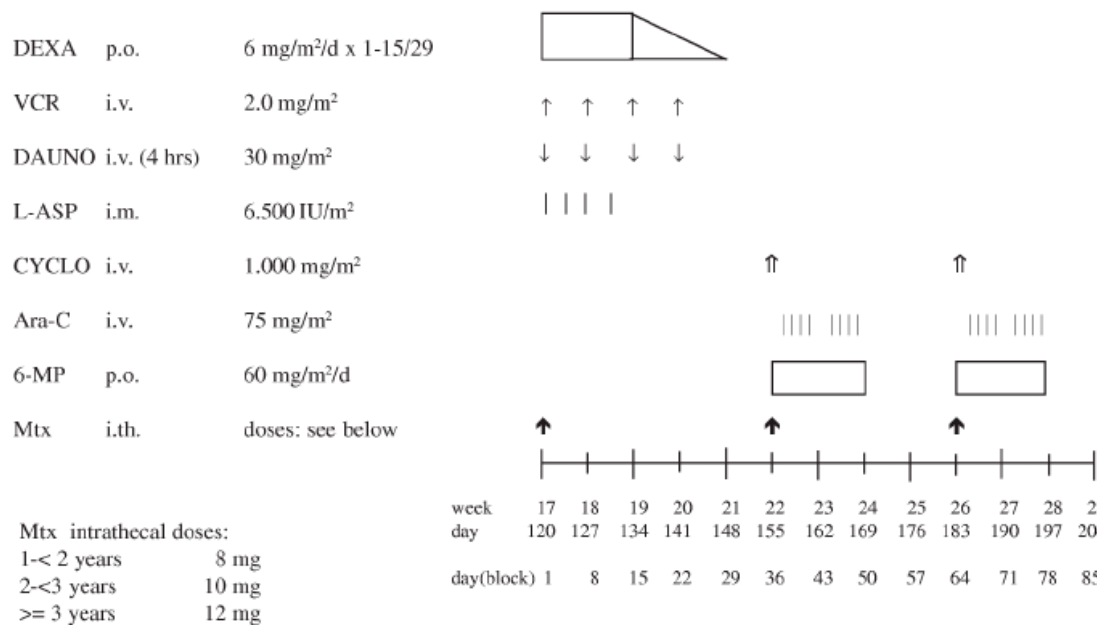 DEXA p.o. 6 mg/m²/d x 1-15/29
VCR i.v. 2.0 mg/m²
DAUNO i.v. (4 hrs) 30 mg/m²
L-ASP i.m. 6.500 IU/m²
CYCLO i.v. 1.000 mg/m²
Ara-C i.v. 75 mg/m²
6-MP p.o. 60 mg/m²/d
Mtx i.th. doses: see below
week 17 18 19 20 21 22 23 24 25 26 27 28 2
day 120 127 134 141 148 155 162 169 176 183 190 197 20
day(block) 1 8 15 22 29 36 43 50 57 64 71 78 85
Mtx intrathecal doses:
1-< 2 years 8 mg
2-<3 years 10 mg
>= 3 years 12 mg